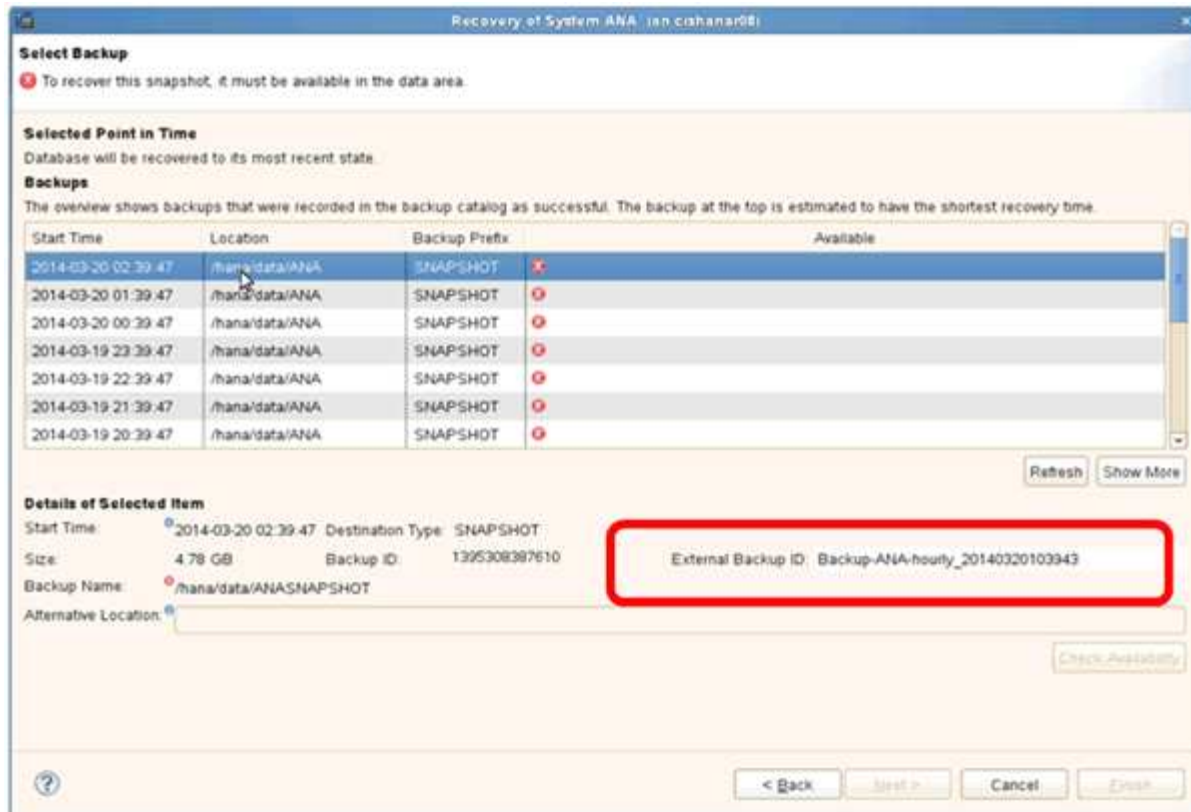 Recovery of System ANA (on cishanar08)
Select Backup
To recover this snapshot, it must be available in the data area.
Selected Point in Time
Database will be recovered to its most recent state.
Backups
The overview shows backups that were recorded in the backup catalog as successful. The backup at the top is estimated to have the shortest recovery time.
Start Time Location Backup Prefix Available
2014-03-20 02:39:47 /hana/data/ANA SNAPSHOT
2014-03-20 01:39:47 /hana/data/ANA SNAPSHOT
2014-03-20 00:39:47 /hana/data/ANA SNAPSHOT
2014-03-19 23:39:47 /hana/data/ANA SNAPSHOT
2014-03-19 22:39:47 /hana/data/ANA SNAPSHOT
2014-03-19 21:39:47 /hana/data/ANA SNAPSHOT
2014-03-19 20:39:47 /hana/data/ANA SNAPSHOT
Refresh Show More
Details of Selected Item
Start Time: 2014-03-20 02:39:47 Destination Type: SNAPSHOT
Size: 4.78 GB Backup ID: 1395308387610 External Backup ID: Backup-ANA-hourly_20140320103943
Backup Name: /hana/data/ANASNAPSHOT
Alternative Location:
Check Availability
< Back Next > Cancel Finish